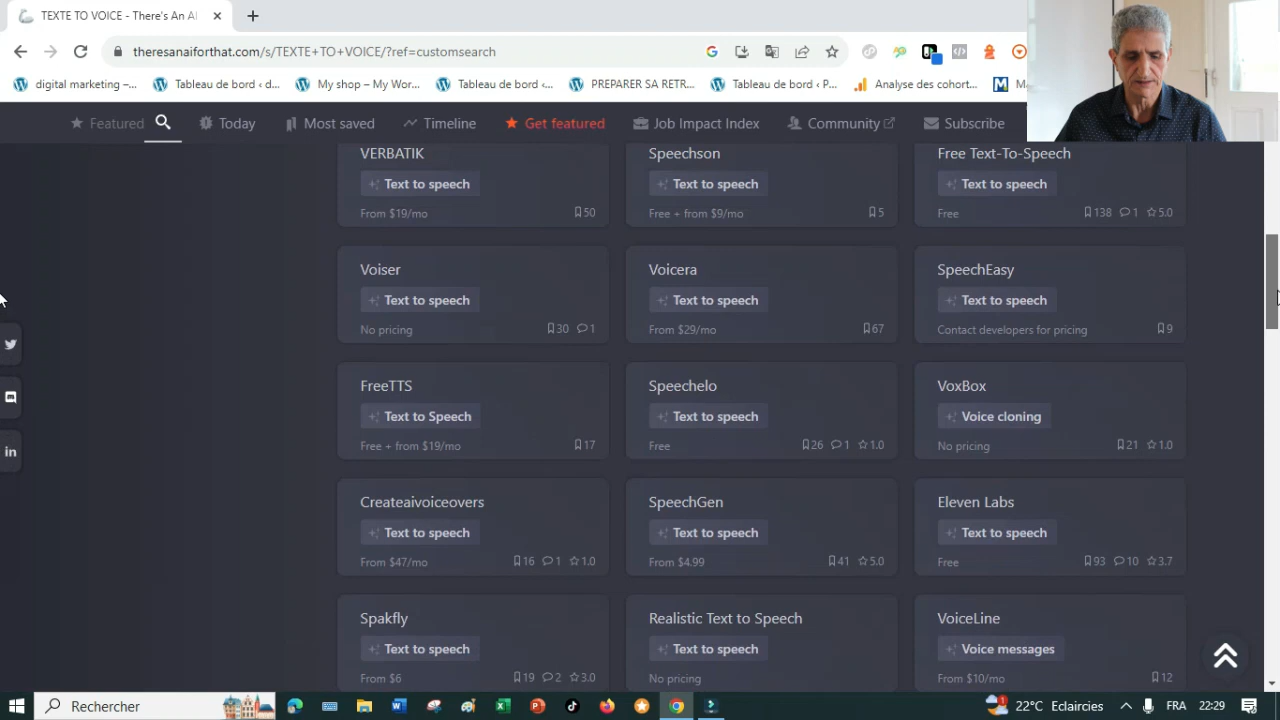 TEXTE TO VOICE - There's An AI
theresanaiforthat.com/s/TEXTE+TO+VOICE/?ref=customsearch
digital marketing –... Tableau de bord ‹ d... My shop – My Wor... Tableau de bord ‹... PREPARER SA RETR... Tableau de bord ‹ P... Analyse des cohort...
Featured Today Most saved Timeline Get featured Job Impact Index Community Subscribe
VERBATIK Speechson Free Text-To-Speech
Text to speech Text to speech Text to speech
From $19/mo 50 Free + from $9/mo 5 Free 138 1 5.0
Voiser Voicera SpeechEasy
Text to speech Text to speech Text to speech
No pricing 30 1 From $29/mo 67 Contact developers for pricing 9
FreeTTS Speechelo VoxBox
Text to Speech Text to speech Voice cloning
Free + from $19/mo 17 Free 26 1 1.0 No pricing 21 1.0
Createaivoiceovers SpeechGen Eleven Labs
Text to speech Text to speech Text to speech
From $47/mo 16 1 1.0 From $4.99 41 5.0 Free 93 10 3.7
Spakfly Realistic Text to Speech VoiceLine
Text to speech Text to speech Voice messages
From $6 19 2 3.0 No pricing From $10/mo 12
Rechercher 22°C Eclaircies FRA 22:29